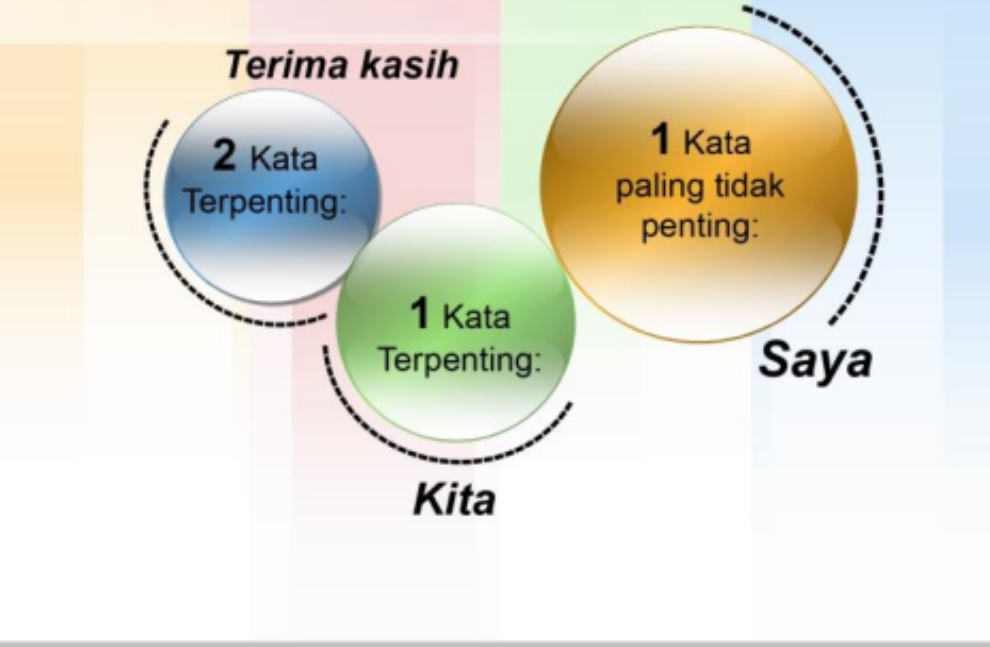 Terima kasih
2 Kata
Terpenting:
1 Kata
Terpenting:
Kita
1 Kata
paling tidak
penting:
Saya